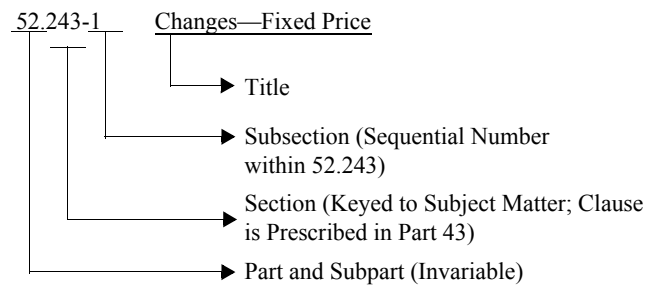 52.243-1 Changes—Fixed Price
Title
Subsection (Sequential Number
within 52.243)
Section (Keyed to Subject Matter; Clause
is Prescribed in Part 43)
Part and Subpart (Invariable)